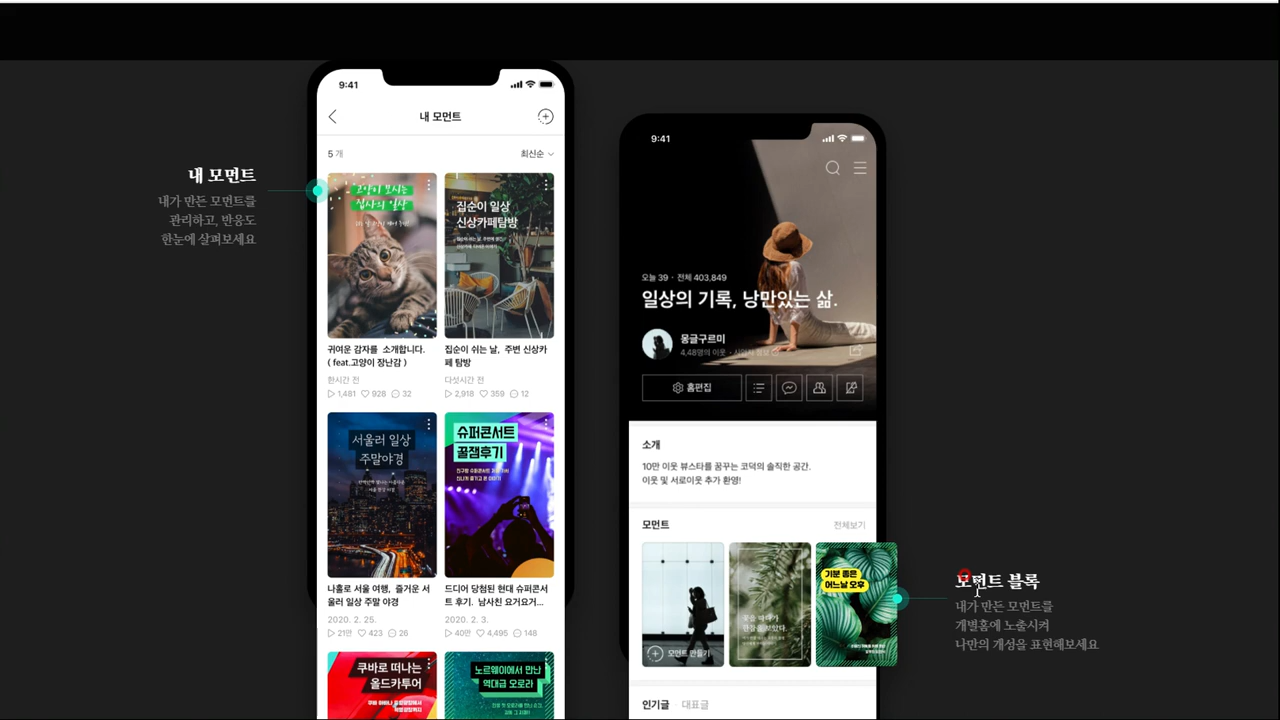 내 모먼트
내가 만든 모먼트를
관리하고, 반응도
한눈에 살펴보세요
9:41
내 모먼트
5 개
최신순
고양이 모시는
집사의 일상
집순이 일상
신상카페탐방
귀여운 감자를 소개합니다.
( feat.고양이 장난감 )
한시간 전
1,481 928 32
집순이 쉬는 날, 주변 신상카
페 탐방
다섯시간 전
2,918 359 12
서울러 일상
주말야경
슈퍼콘서트
꿀잼후기
나홀로 서울 여행, 즐거운 서
울러 일상 주말 야경
2020. 2. 25.
21만 423 26
드디어 당첨된 현대 슈퍼콘서
트 후기. 남사친 요거요거...
2020. 2. 3.
40만 4,495 148
쿠바로 떠나는
올드카투어
노르웨이에서 만난
역대급 오로라
9:41
오늘 39 · 전체 403,849
일상의 기록, 낭만있는 삶.
몽글구르미
4,48명의 이웃
홈편집
소개
10만 이웃 뷰스타를 꿈꾸는 코덕의 솔직한 공간.
이웃 및 서로이웃 추가 환영!
모먼트
전체보기
모먼트 만들기
기분 좋은
어느날 오후
인기글 · 대표글
모먼트 블록
내가 만든 모먼트를
개별홈에 노출시켜
나만의 개성을 표현해보세요